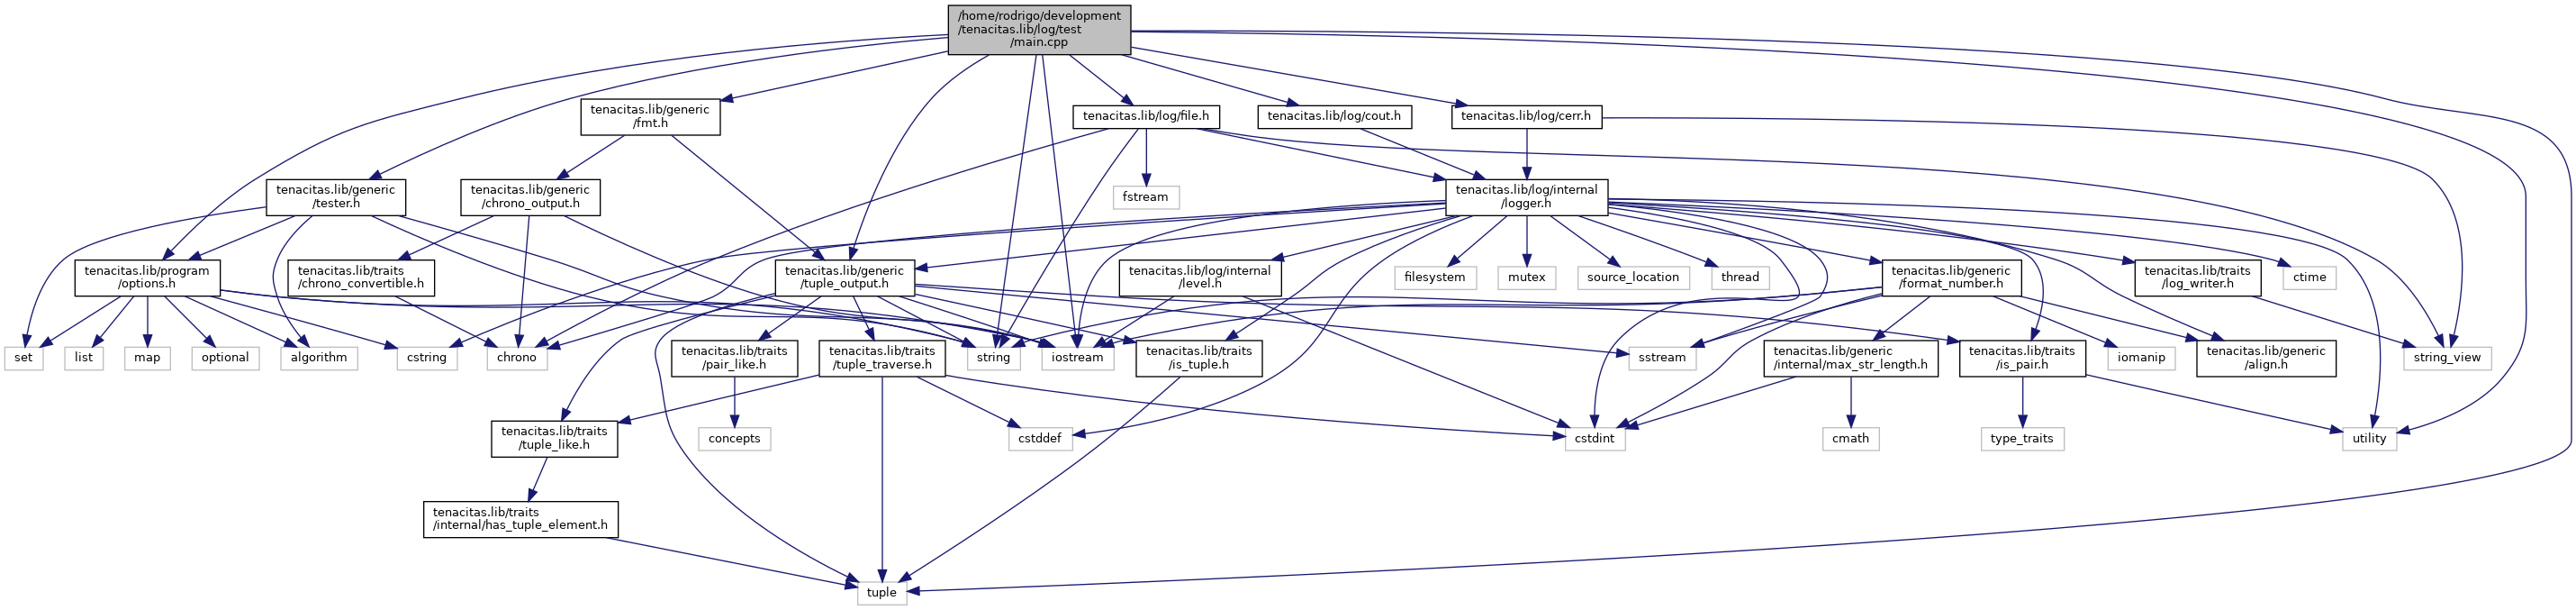 /home/rodrigo/development
/tenacitas.lib/log/test
/main.cpp
tenacitas.lib/generic
/fmt.h
tenacitas.lib/log/file.h
tenacitas.lib/log/cout.h
tenacitas.lib/log/cerr.h
tenacitas.lib/generic
/tester.h
tenacitas.lib/generic
/chrono_output.h
fstream
tenacitas.lib/log/internal
/logger.h
tenacitas.lib/program
/options.h
tenacitas.lib/traits
/chrono_convertible.h
tenacitas.lib/generic
/tuple_output.h
tenacitas.lib/log/internal
/level.h
filesystem
mutex
source_location
thread
tenacitas.lib/generic
/format_number.h
tenacitas.lib/traits
/log_writer.h
ctime
set
list
map
optional
algorithm
cstring
chrono
tenacitas.lib/traits
/pair_like.h
tenacitas.lib/traits
/tuple_traverse.h
string
iostream
tenacitas.lib/traits
/is_tuple.h
sstream
tenacitas.lib/generic
/internal/max_str_length.h
tenacitas.lib/traits
/is_pair.h
iomanip
tenacitas.lib/generic
/align.h
string_view
tenacitas.lib/traits
/tuple_like.h
concepts
cstddef
cstdint
cmath
type_traits
utility
tenacitas.lib/traits
/internal/has_tuple_element.h
tuple